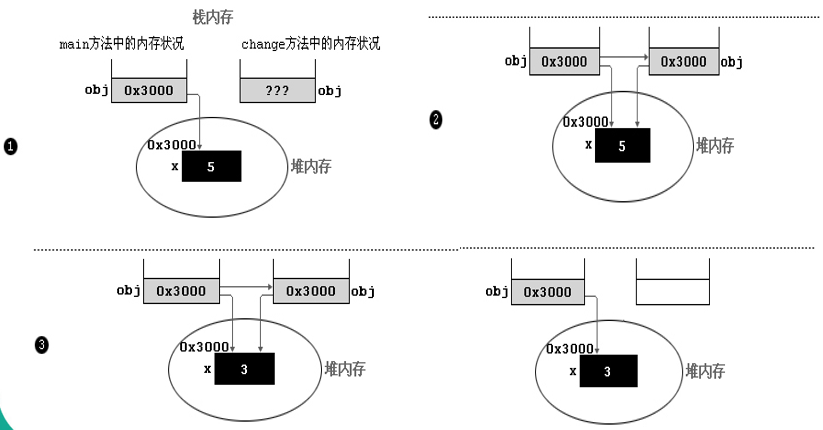 栈内存
main方法中的内存状况
change方法中的内存状况
obj 0x3000
??? obj
❶
0x3000
x 5
堆内存
obj 0x3000
0x3000 obj
❷
0x3000
x 5
堆内存
obj 0x3000
0x3000 obj
❸
0x3000
x 3
堆内存
obj 0x3000
0x3000
x 3
堆内存